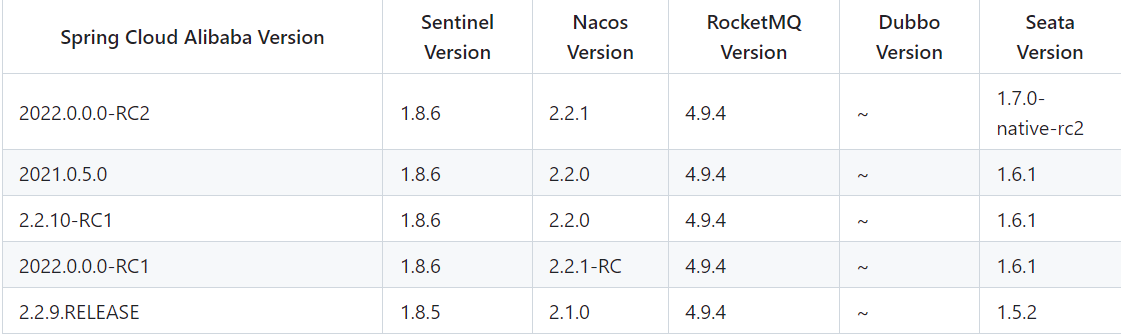 Spring Cloud Alibaba Version Sentinel Version Nacos Version RocketMQ Version Dubbo Version Seata Version
2022.0.0.0-RC2 1.8.6 2.2.1 4.9.4 ~ 1.7.0-native-rc2
2021.0.5.0 1.8.6 2.2.0 4.9.4 ~ 1.6.1
2.2.10-RC1 1.8.6 2.2.0 4.9.4 ~ 1.6.1
2022.0.0.0-RC1 1.8.6 2.2.1-RC 4.9.4 ~ 1.6.1
2.2.9.RELEASE 1.8.5 2.1.0 4.9.4 ~ 1.5.2